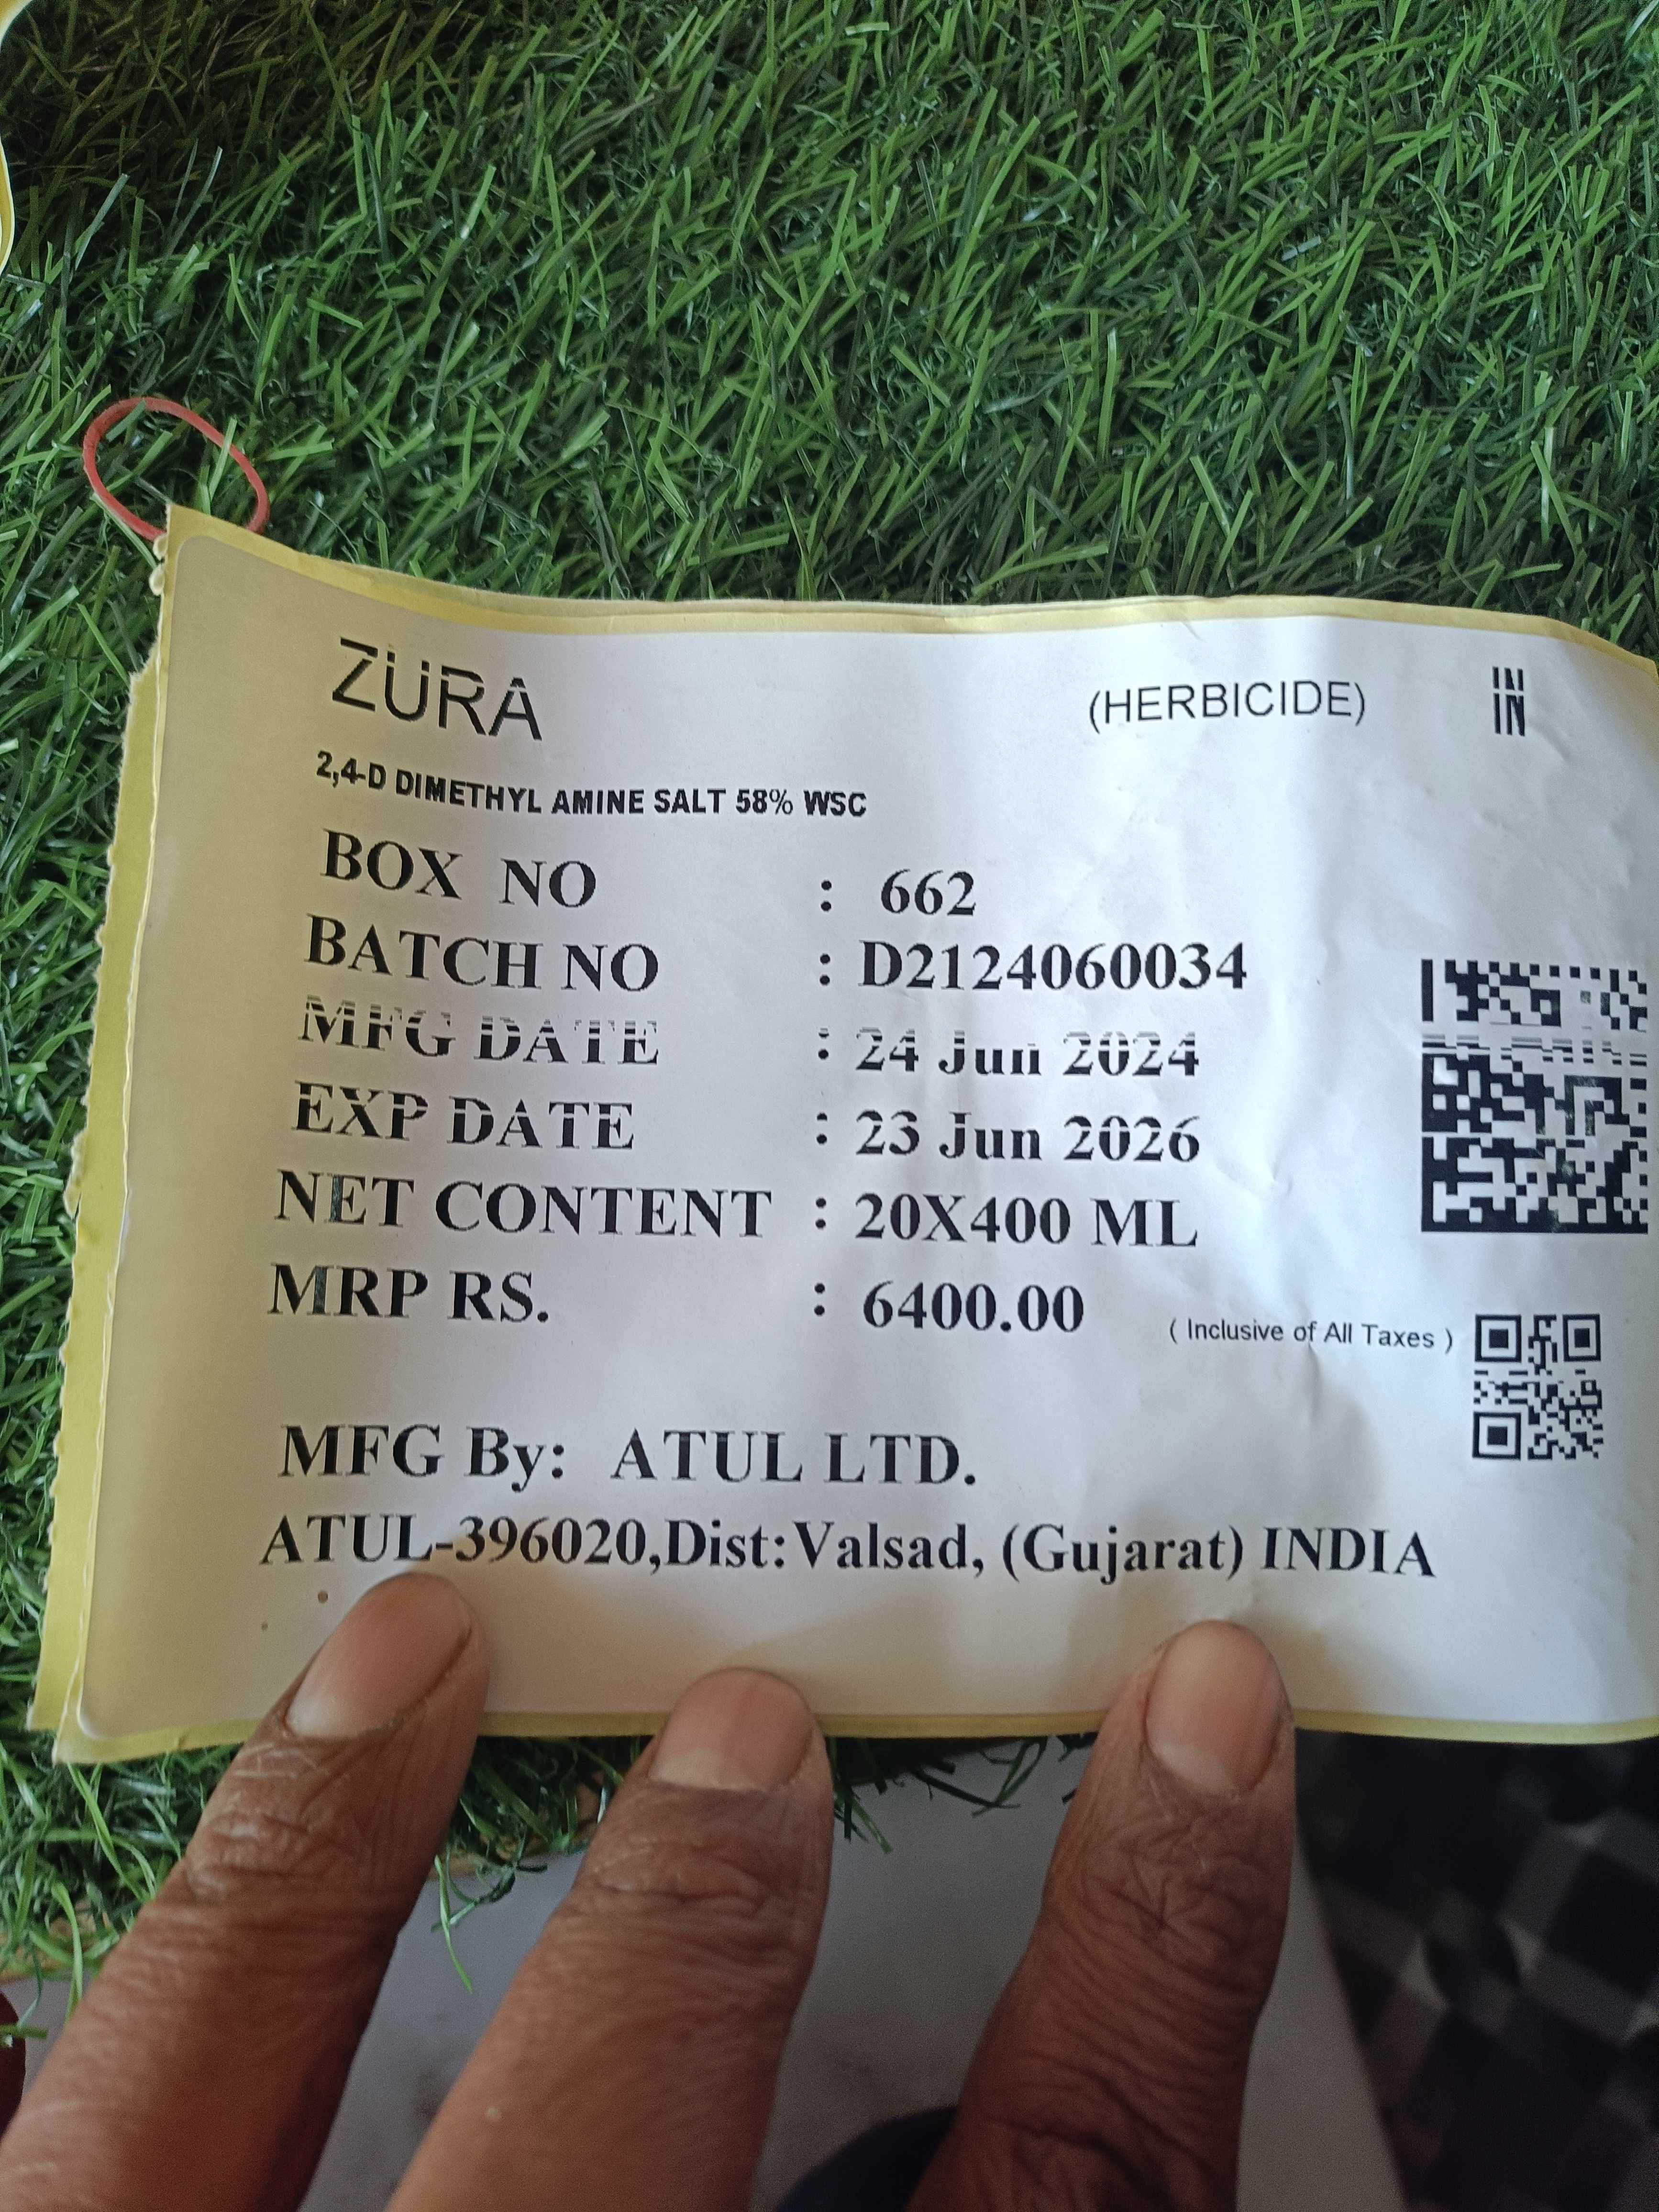 ZURA (HERBICIDE) IN
2,4-D DIMETHYL AMINE SALT 58% WSC
BOX NO : 662
BATCH NO : D2124060034
MFG DATE : 24 Jun 2024
EXP DATE : 23 Jun 2026
NET CONTENT : 20X400 ML
MRP RS. : 6400.00 ( Inclusive of All Taxes )
MFG By: ATUL LTD.
ATUL-396020,Dist:Valsad, (Gujarat) INDIA